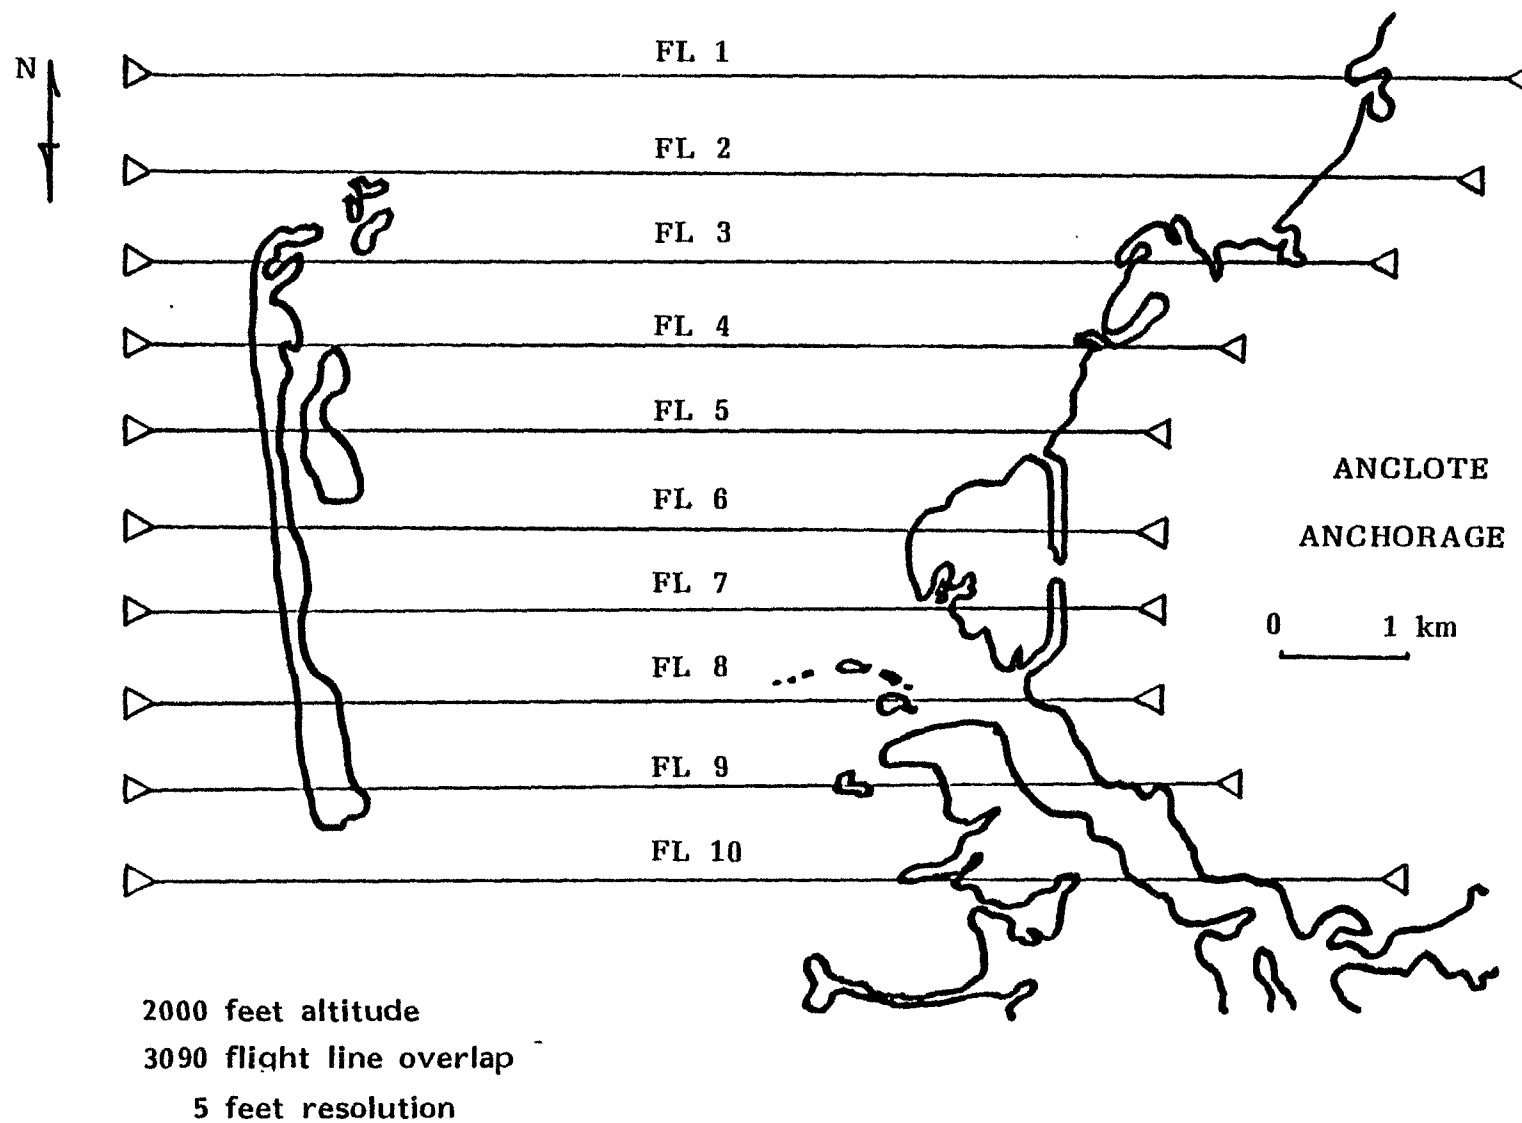 FL 1
N
FL 2
FL 3
FL 4
FL 5
ANCLOTE
FL 6
ANCHORAGE
FL 7
0 1 km
FL 8
FL 9
FL 10
2000 feet altitude
3090 flight line overlap
5 feet resolution